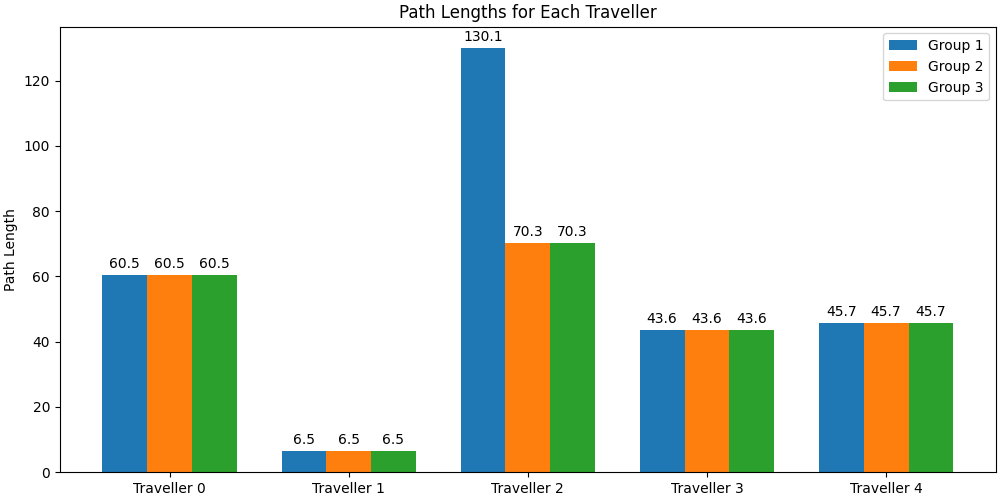 Path Lengths for Each Traveller
Path Length
120
100
80
60
40
20
0
130.1
60.5 60.5 60.5
6.5 6.5 6.5
70.3 70.3
43.6 43.6 43.6
45.7 45.7 45.7
Group 1
Group 2
Group 3
Traveller 0 Traveller 1 Traveller 2 Traveller 3 Traveller 4